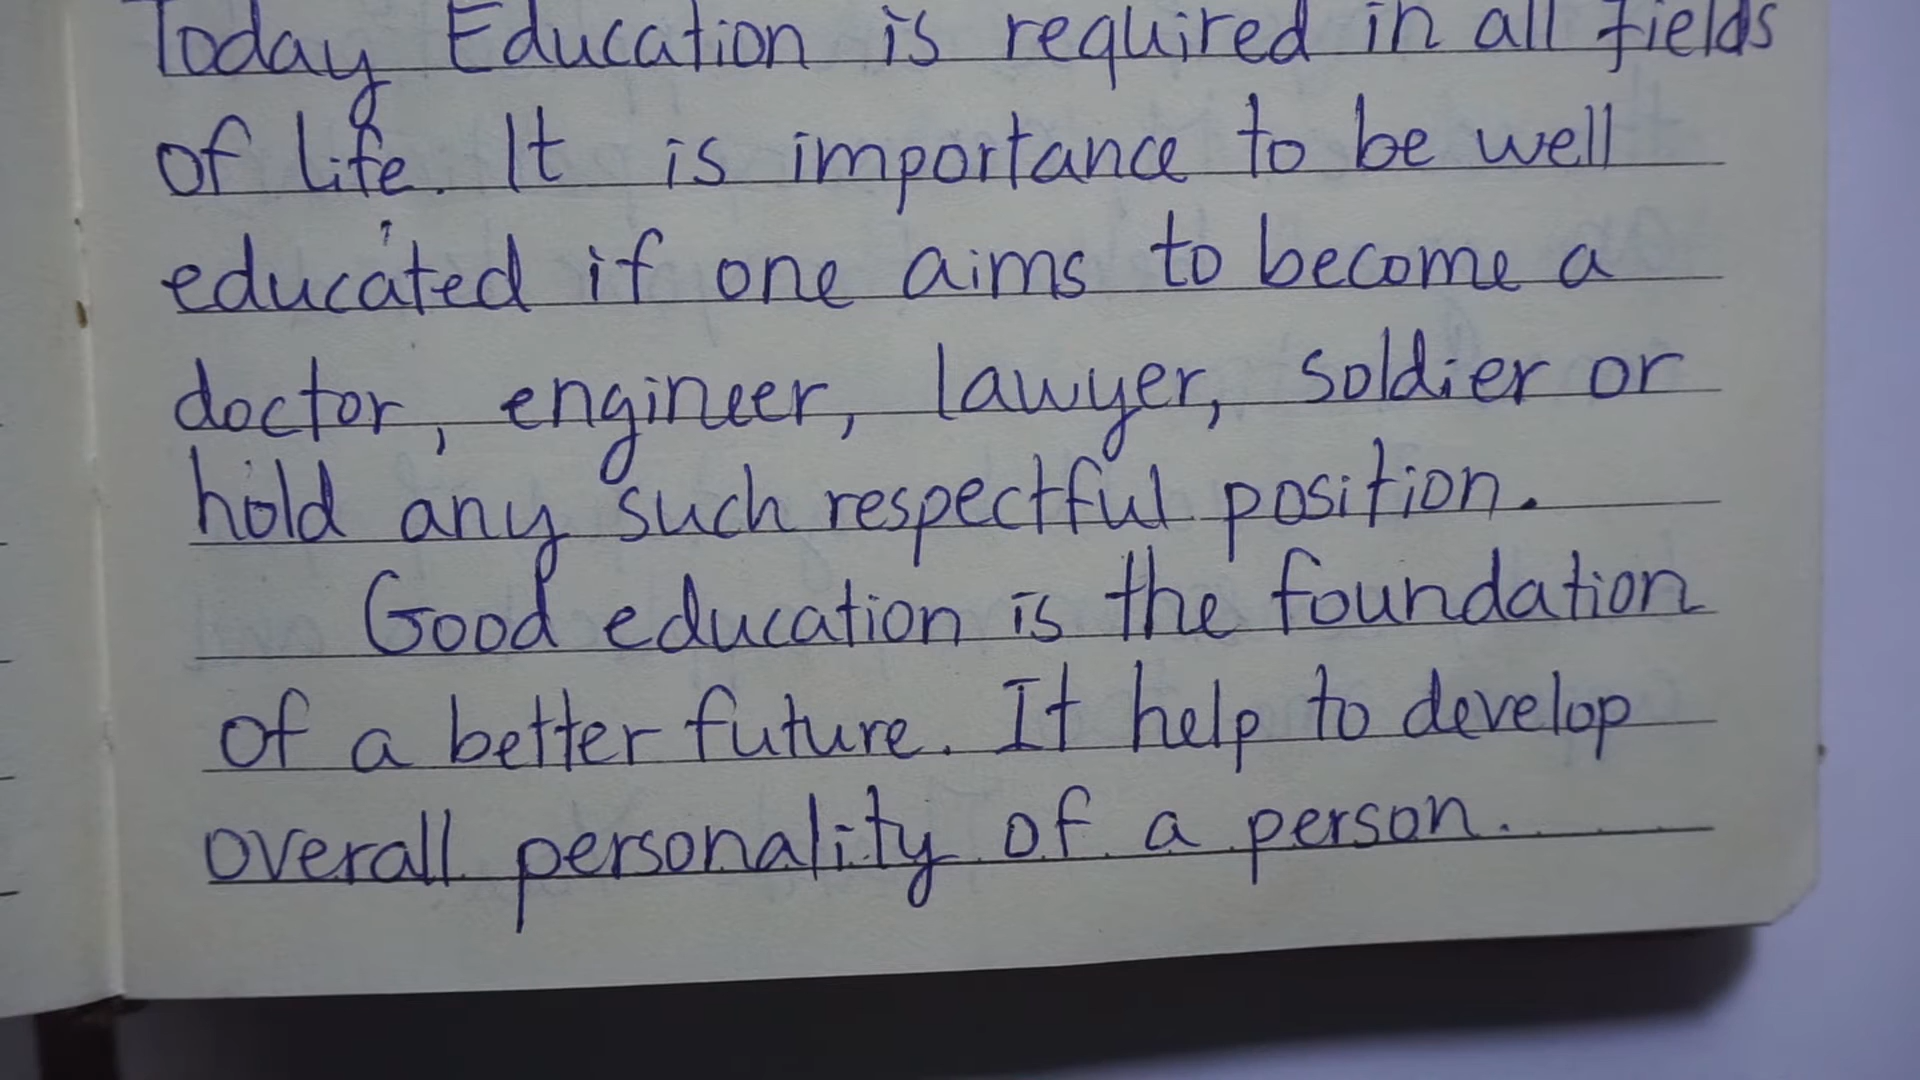 Today Education is required in all fields
of life. It is importance to be well
educated if one aims to become a
doctor, engineer, lawyer, soldier or
hold any such respectful position.
Good education is the foundation
of a better future. It help to develop
overall personality of a person.